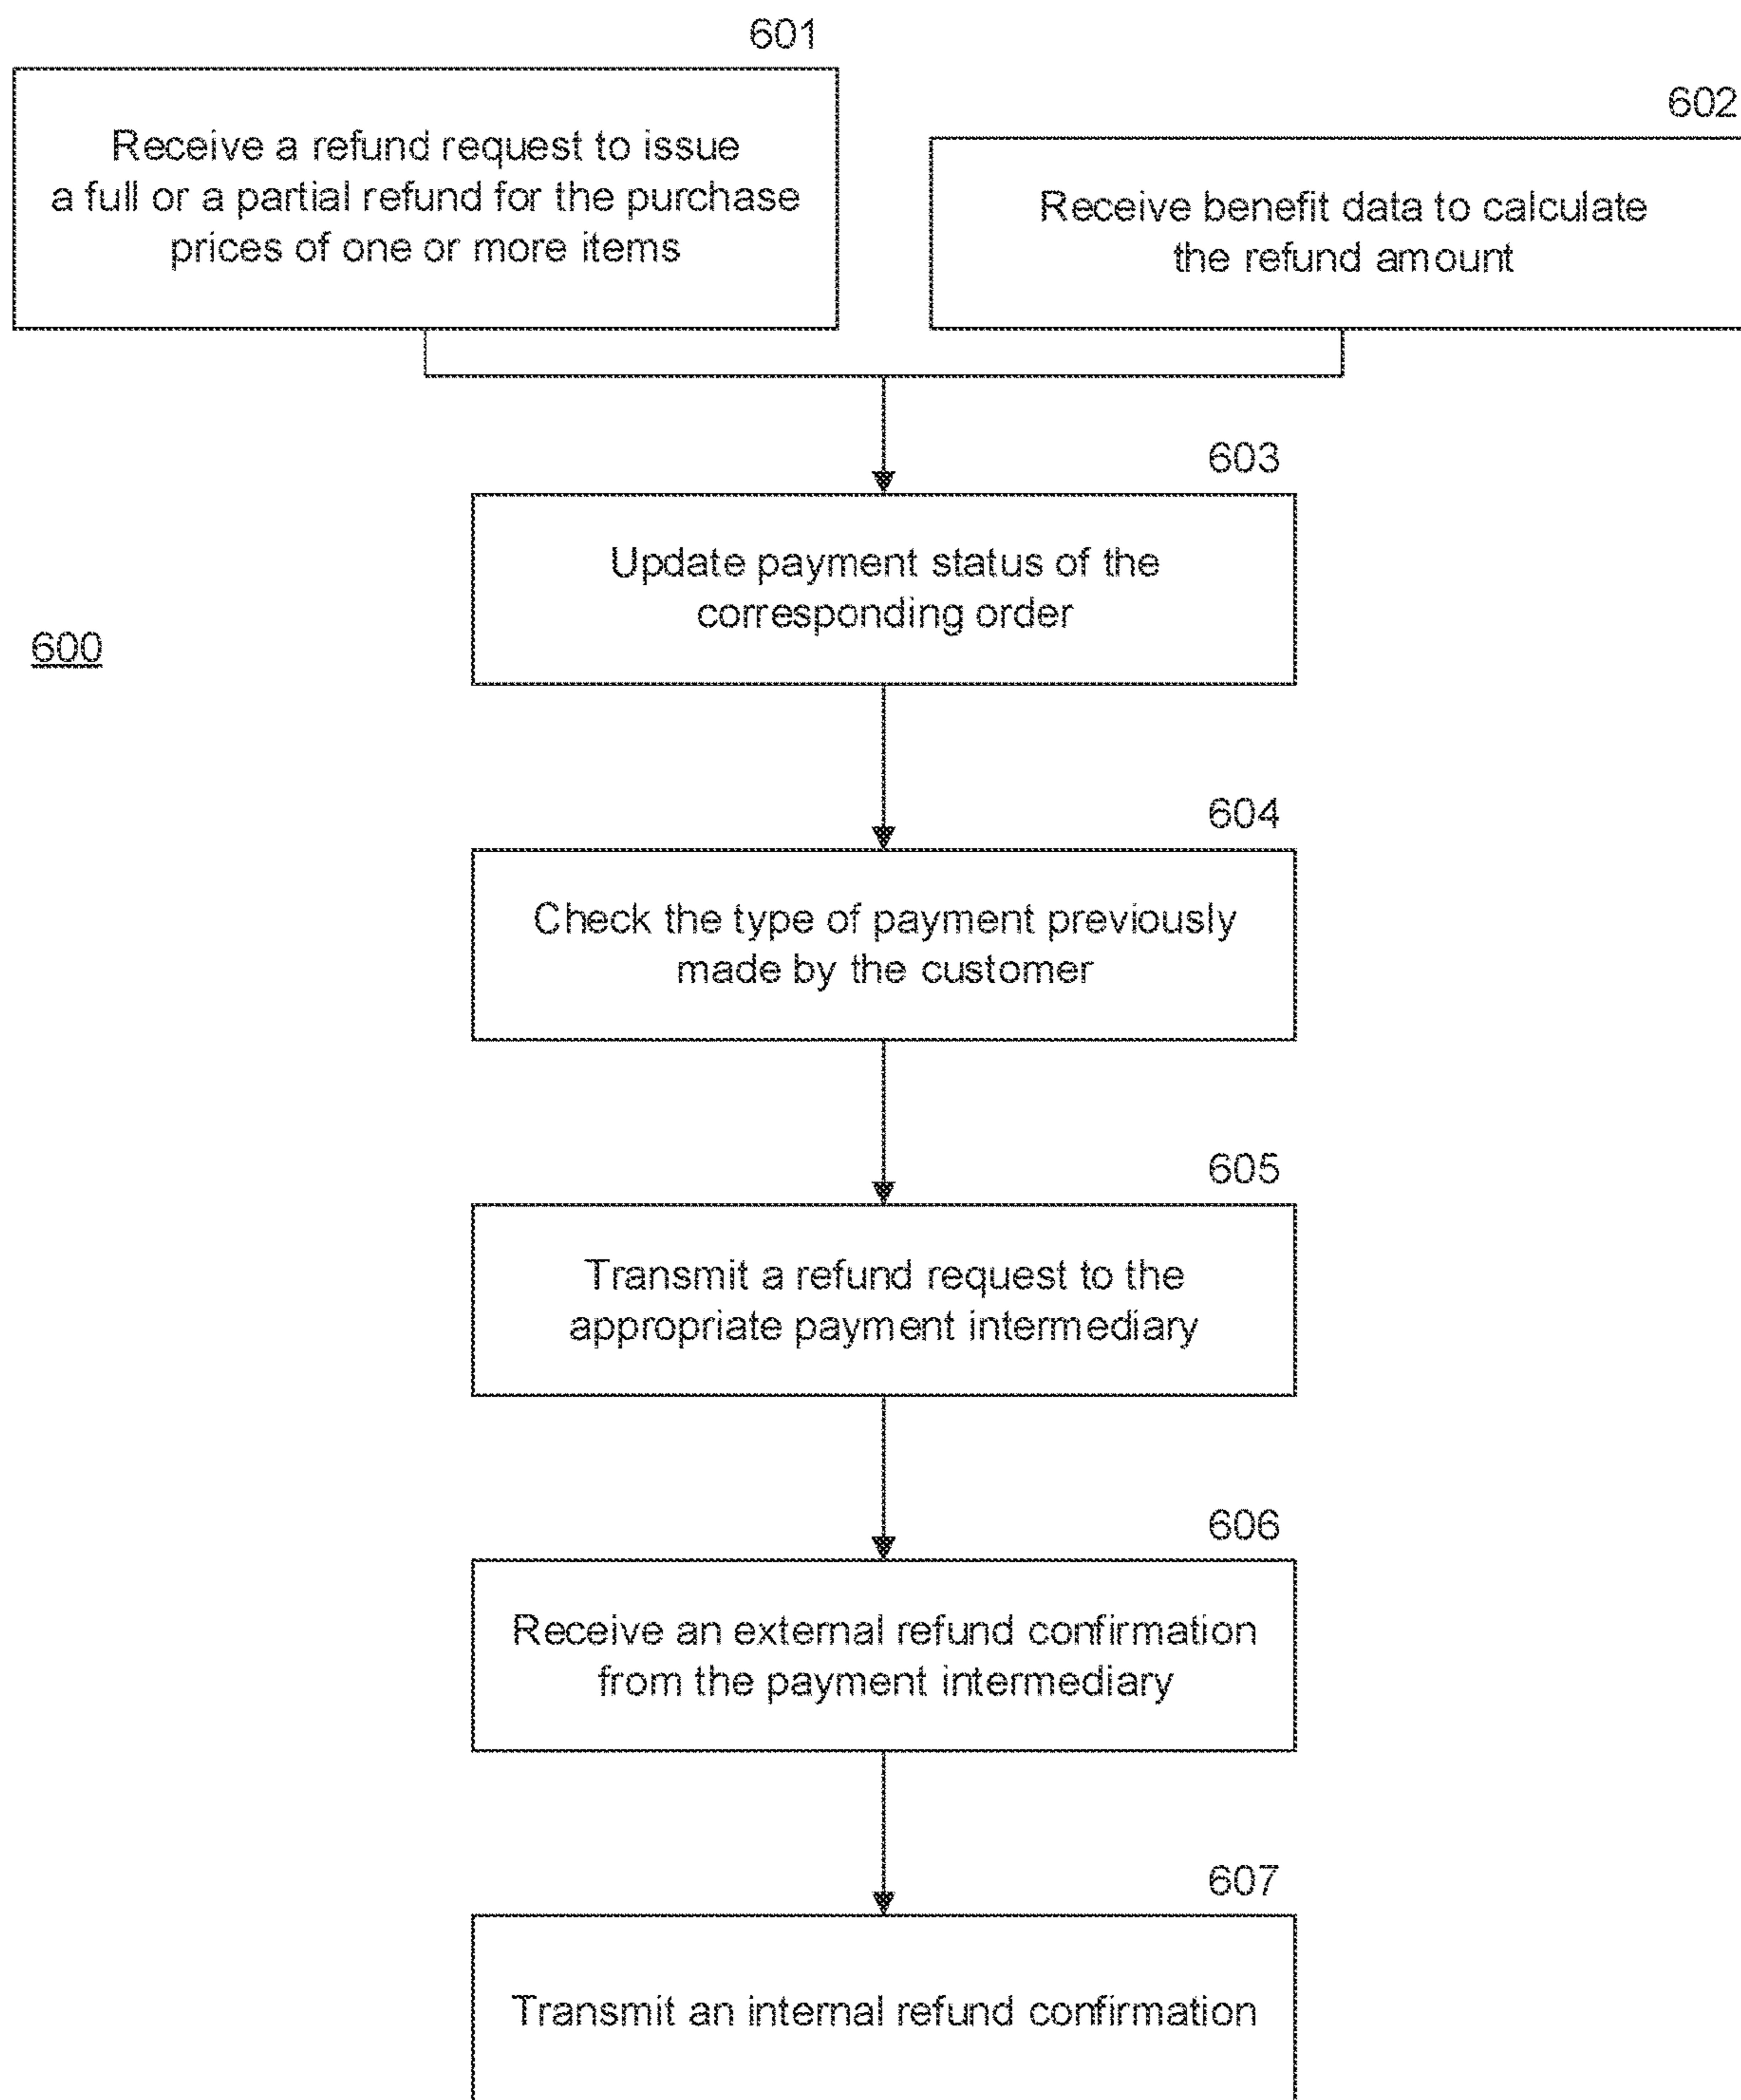 601
Receive a refund request to issue
a full or a partial refund for the purchase
prices of one or more items
602
Receive benefit data to calculate
the refund amount
603
Update payment status of the
corresponding order
600
604
Check the type of payment previously
made by the customer
605
Transmit a refund request to the
appropriate payment intermediary
606
Receive an external refund confirmation
from the payment intermediary
607
Transmit an internal refund confirmation